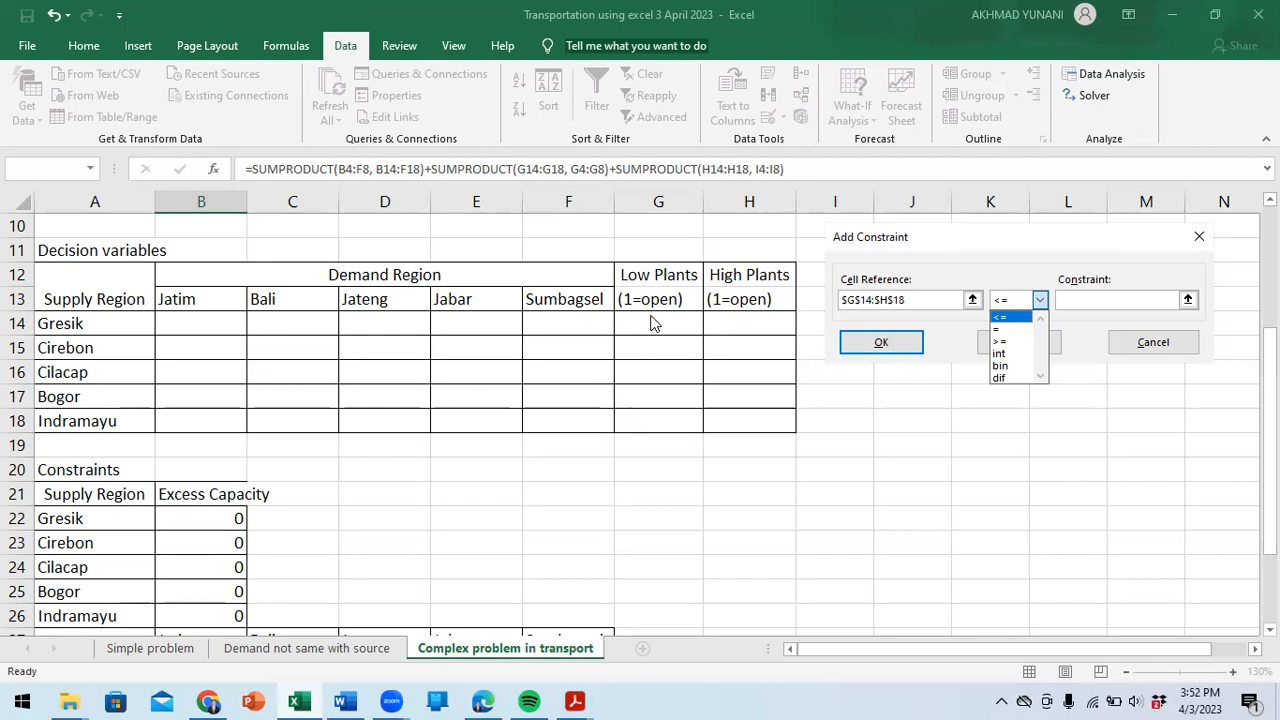 Transportation using excel 3 April 2023 - Excel
AKHMAD YUNANI
File Home Insert Page Layout Formulas Data Review View Help Tell me what you want to do Share
Get Data
From Text/CSV
From Web
From Table/Range
Recent Sources
Existing Connections
Get & Transform Data
Refresh All
Queries & Connections
Properties
Edit Links
Queries & Connections
Sort
Filter
Clear
Reapply
Advanced
Sort & Filter
Text to Columns
Data Tools
What-If Analysis
Forecast Sheet
Forecast
Group
Ungroup
Subtotal
Outline
Data Analysis
Solver
Analyze
=SUMPRODUCT(B4:F8, B14:F18)+SUMPRODUCT(G14:G18, G4:G8)+SUMPRODUCT(H14:H18, I4:I8)
A B C D E F G H I J K L M N
10
11 Decision variables
12 Demand Region Low Plants High Plants
13 Supply Region Jatim Bali Jateng Jabar Sumbagsel (1=open) (1=open)
14 Gresik
15 Cirebon
16 Cilacap
17 Bogor
18 Indramayu
19
20 Constraints
21 Supply Region Excess Capacity
22 Gresik 0
23 Cirebon 0
24 Cilacap 0
25 Bogor 0
26 Indramayu 0
Add Constraint
Cell Reference: Constraint:
$G$14:$H$18 <=
<=
=
>=
int
bin
dif
OK
Cancel
Simple problem Demand not same with source Complex problem in transport
Ready
130%
3:52 PM
4/3/2023